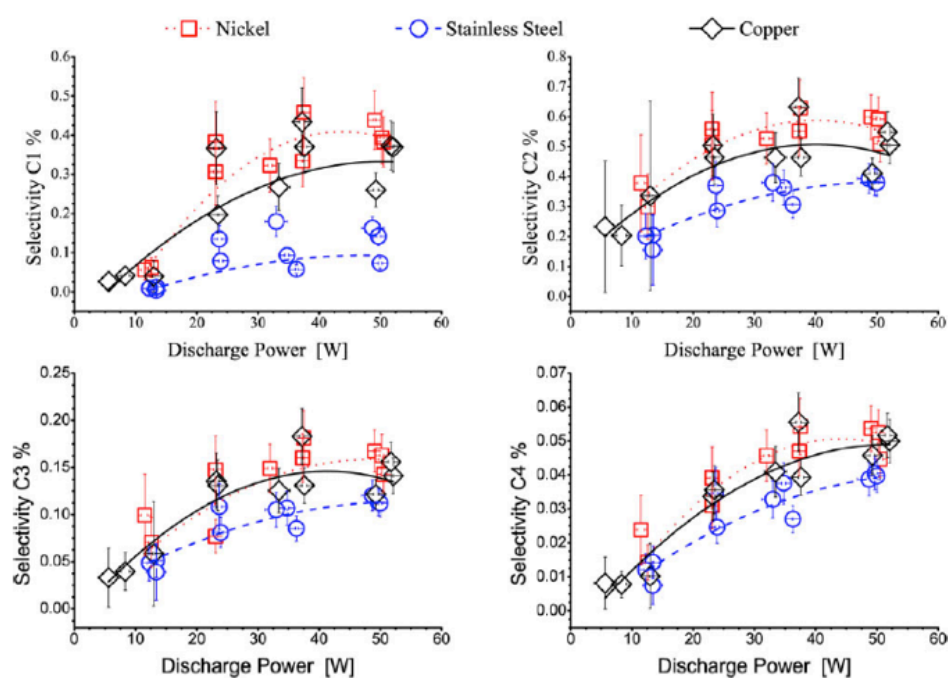 Nickel Stainless Steel Copper
0.6
0.5
0.4
0.3
0.2
0.1
0.0
Selectivity C1 %
0 10 20 30 40 50 60
Discharge Power [W]
0.8
0.7
0.6
0.5
0.4
0.3
0.2
0.1
0.0
Selectivity C2 %
0 10 20 30 40 50 60
Discharge Power [W]
0.25
0.20
0.15
0.10
0.05
0.00
Selectivity C3 %
0 10 20 30 40 50 60
Discharge Power [W]
0.07
0.06
0.05
0.04
0.03
0.02
0.01
0.00
Selectivity C4 %
0 10 20 30 40 50 60
Discharge Power [W]